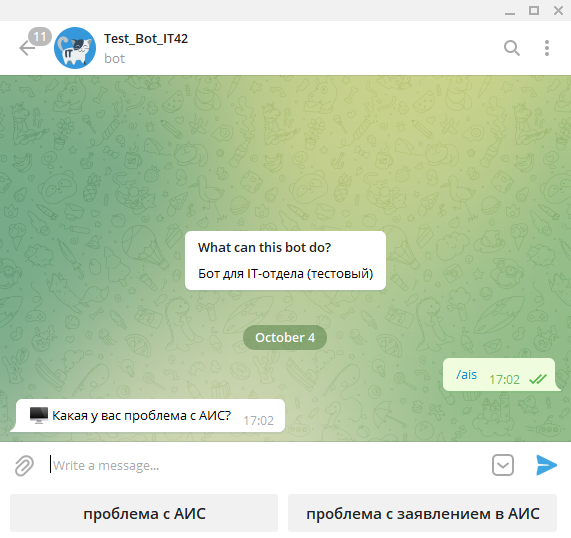 11
Test_Bot_IT42
bot
What can this bot do?
Бот для IT-отдела (тестовый)
October 4
/ais 17:02
Какая у вас проблема с АИС? 17:02
Write a message...
проблема с АИС
проблема с заявлением в АИС